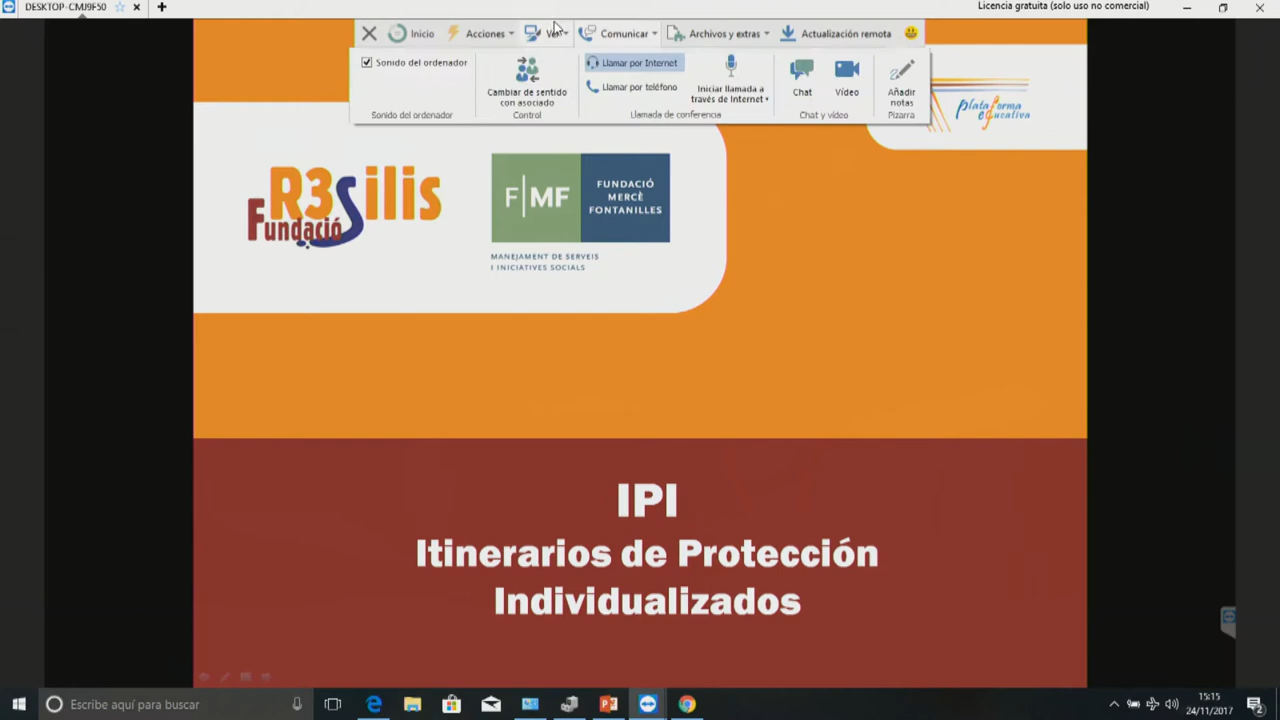 DESKTOP-CMJ9F50
Licencia gratuita (solo uso no comercial)
Inicio
Acciones
Ver
Comunicar
Archivos y extras
Actualización remota
Sonido del ordenador
Sonido del ordenador
Cambiar de sentido
con asociado
Control
Llamar por Internet
Llamar por teléfono
Iniciar llamada a
través de Internet
Llamada de conferencia
Chat
Vídeo
Chat y vídeo
Añadir
notas
Pizarra
plataforma
educativa
R3Silis
Fundació
F|MF
FUNDACIÓ
MERCÈ
FONTANILLES
MANEJAMENT DE SERVEIS
I INICIATIVES SOCIALS
IPI
Itinerarios de Protección
Individualizados
Escribe aquí para buscar
15:15
24/11/2017
2